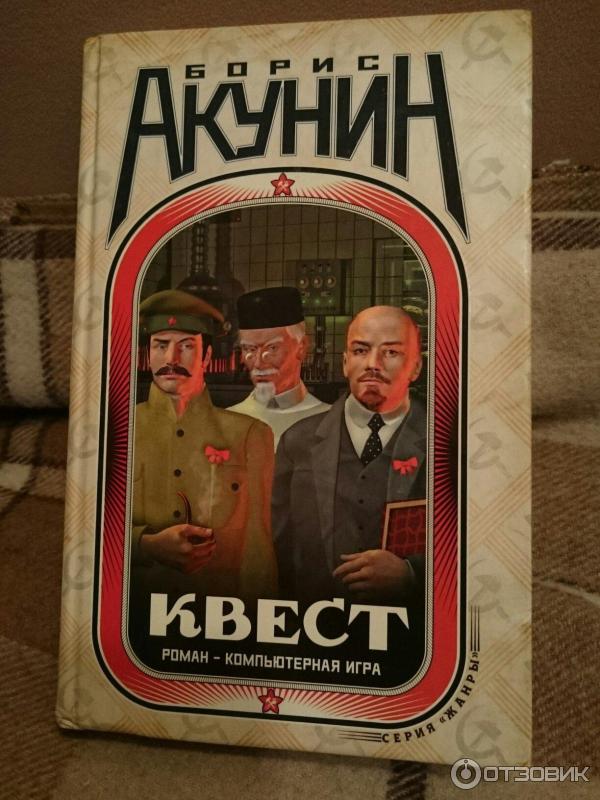 БОРИС
АКУНИН
КВЕСТ
РОМАН – КОМПЬЮТЕРНАЯ ИГРА
СЕРИЯ "ЖАНРЫ"
ОТЗОВИК